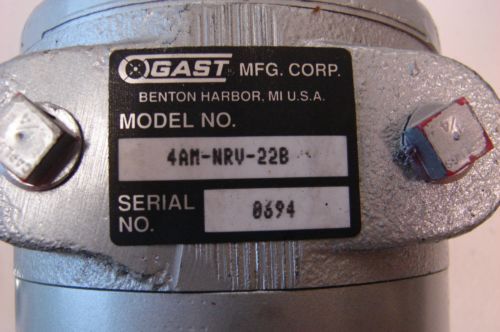 GAST MFG. CORP.
BENTON HARBOR, MI U.S.A.
MODEL NO.
4AM-NRV-22B
SERIAL NO.
0694